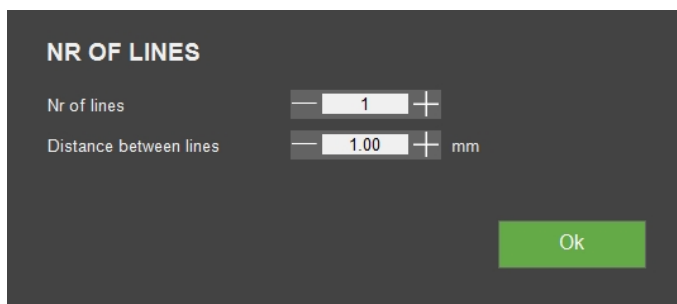 NR OF LINES
Nr of lines — 1 +
Distance between lines — 1.00 + mm
Ok